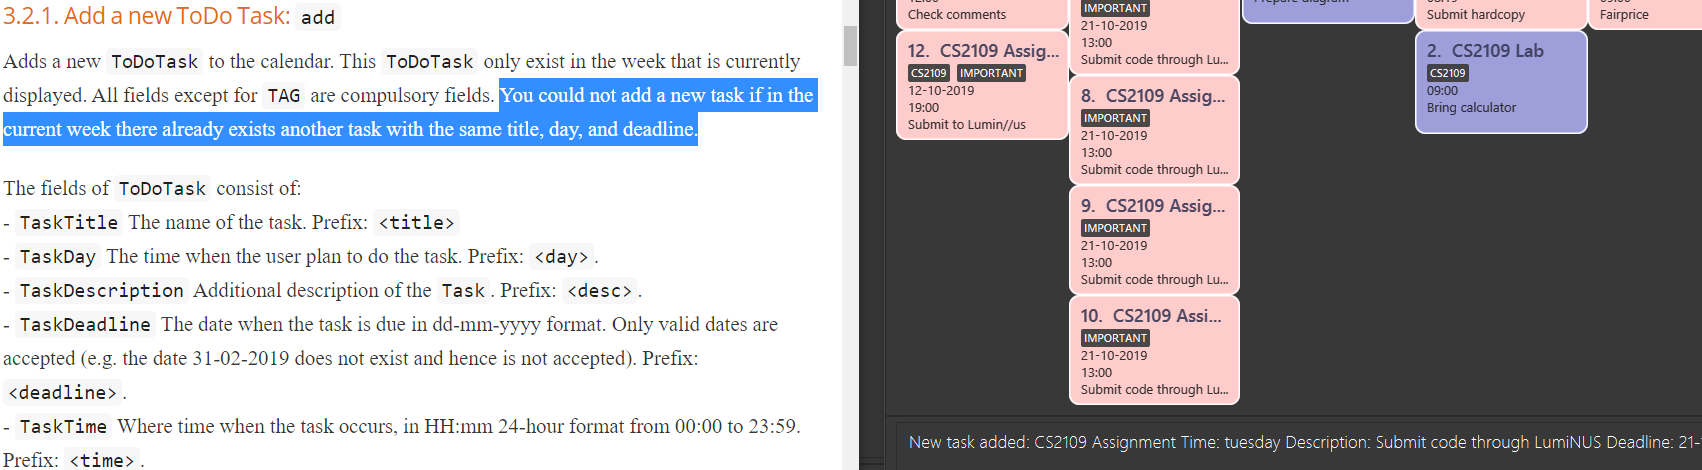 3.2.1. Add a new ToDo Task: add
Adds a new ToDoTask to the calendar. This ToDoTask only exist in the week that is currently
displayed. All fields except for TAG are compulsory fields. You could not add a new task if in the
current week there already exists another task with the same title, day, and deadline.
The fields of ToDoTask consist of:
- TaskTitle The name of the task. Prefix: <title>
- TaskDay The time when the user plan to do the task. Prefix: <day>.
- TaskDescription Additional description of the Task. Prefix: <desc>.
- TaskDeadline The date when the task is due in dd-mm-yyyy format. Only valid dates are
accepted (e.g. the date 31-02-2019 does not exist and hence is not accepted). Prefix:
<deadline>.
- TaskTime Where time when the task occurs, in HH:mm 24-hour format from 00:00 to 23:59.
Prefix: <time>.
Check comments
12. CS2109 Assig...
CS2109 IMPORTANT
12-10-2019
19:00
Submit to Lumin//us
IMPORTANT
21-10-2019
13:00
Submit code through Lu...
8. CS2109 Assig...
IMPORTANT
21-10-2019
13:00
Submit code through Lu...
9. CS2109 Assig...
IMPORTANT
21-10-2019
13:00
Submit code through Lu...
10. CS2109 Assi...
IMPORTANT
21-10-2019
13:00
Submit code through Lu...
Prepare diagram
Submit hardcopy
2. CS2109 Lab
CS2109
09:00
Bring calculator
Fairprice
New task added: CS2109 Assignment Time: tuesday Description: Submit code through LumiNUS Deadline: 21-